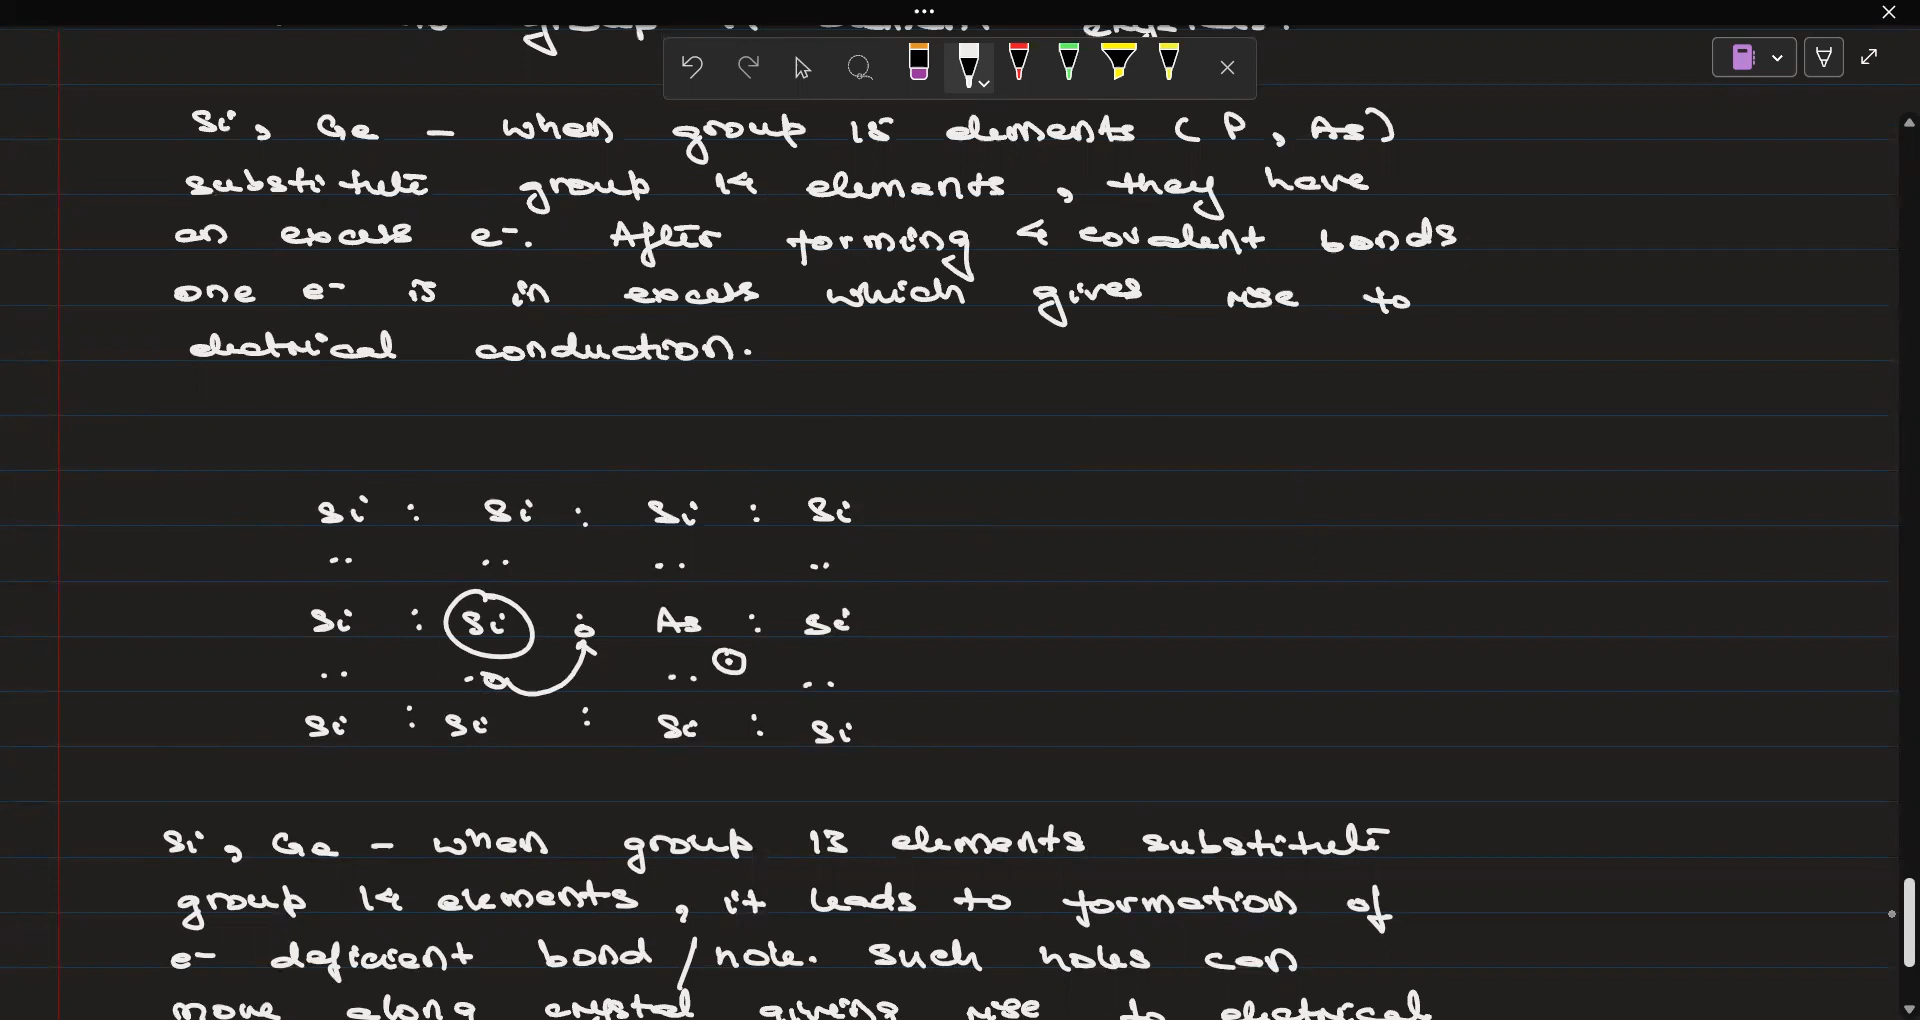 to group
Si, Ge - when group 15 elements (P, As)
substitute group 14 elements, they have
an excess e-. After forming 4 covalent bonds
one e- is in excess which gives rise to
electrical conduction.
Si : Si : Si : Si
.. .. .. ..
Si : Si : As : Si
.. .. .. . ..
Si : Si : Si : Si
Si, Ge - when group 13 elements substitute
group 14 elements, it leads to formation of
e- deficient bond / hole. Such holes can
move along crystal giving rise to electrical